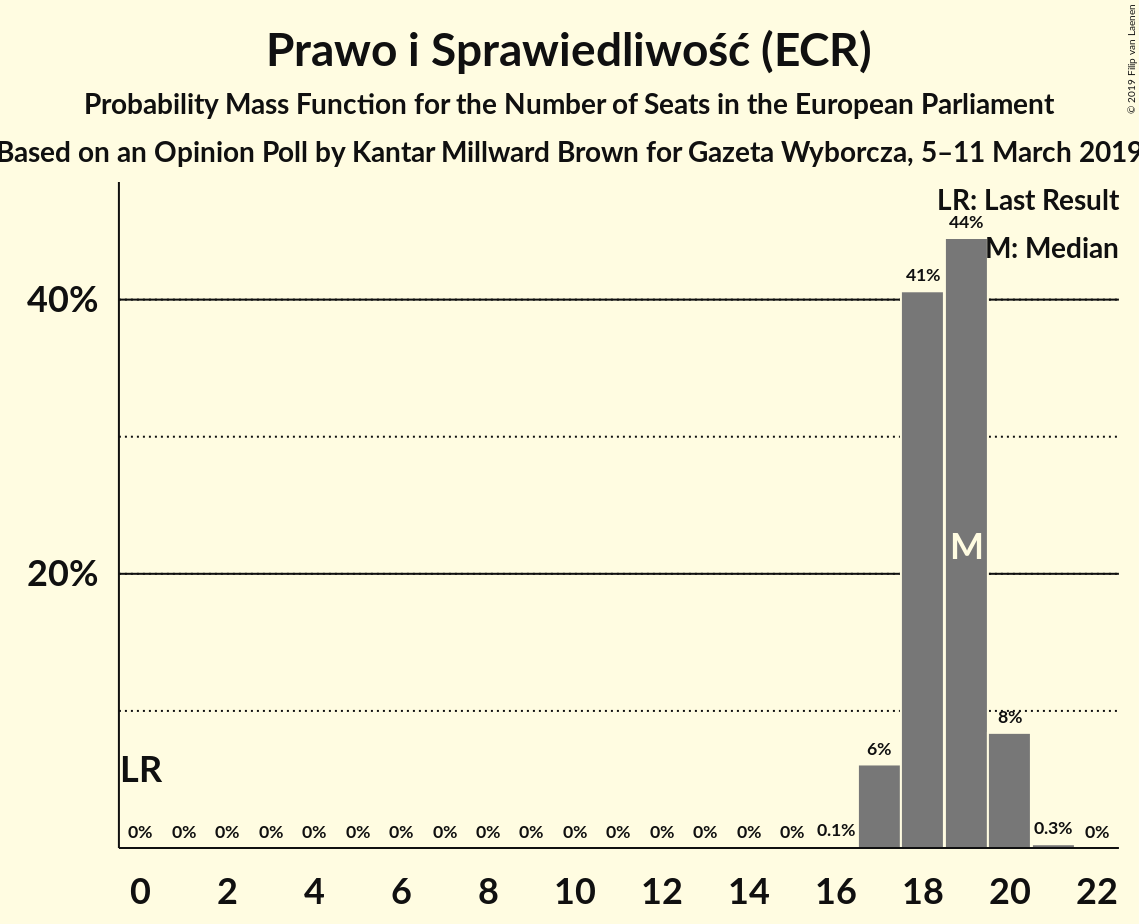 Prawo i Sprawiedliwość (ECR)
Probability Mass Function for the Number of Seats in the European Parliament
Based on an Opinion Poll by Kantar Millward Brown for Gazeta Wyborcza, 5–11 March 2019
© 2019 Filip van Laenen
LR: Last Result
M: Median
44%
41%
40%
M
20%
8%
6%
LR
0% 0% 0% 0% 0% 0% 0% 0% 0% 0% 0% 0% 0% 0% 0% 0% 0.1% 0.3% 0%
0 2 4 6 8 10 12 14 16 18 20 22